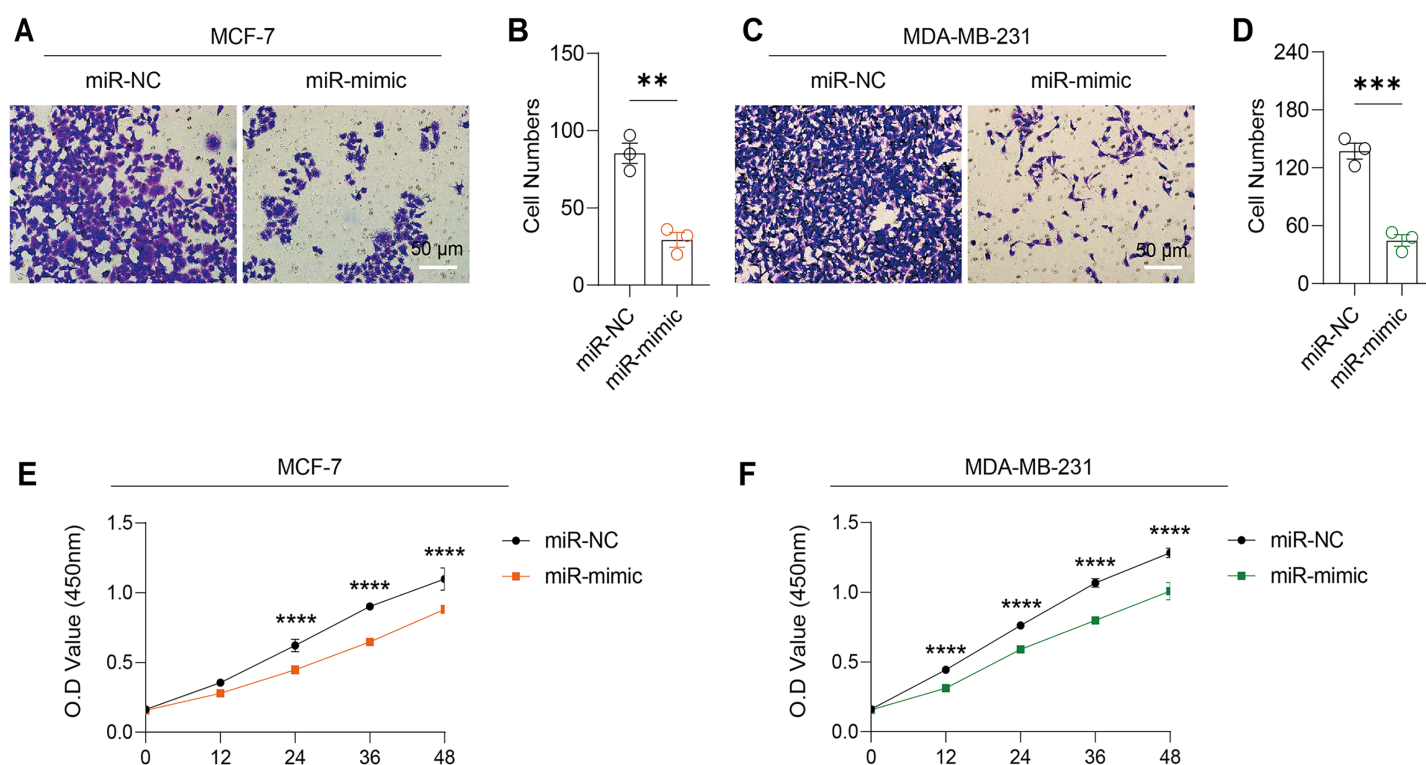 A
MCF-7
miR-NC
miR-mimic
50 μm
B
150
100
50
0
Cell Numbers
**
miR-NC
miR-mimic
C
MDA-MB-231
miR-NC
miR-mimic
50 μm
D
240
180
120
60
0
Cell Numbers
***
miR-NC
miR-mimic
E
MCF-7
O.D Value (450nm)
1.5
1.0
0.5
0.0
0 12 24 36 48
****
****
****
miR-NC
miR-mimic
F
MDA-MB-231
O.D Value (450nm)
1.5
1.0
0.5
0.0
0 12 24 36 48
****
****
****
****
miR-NC
miR-mimic